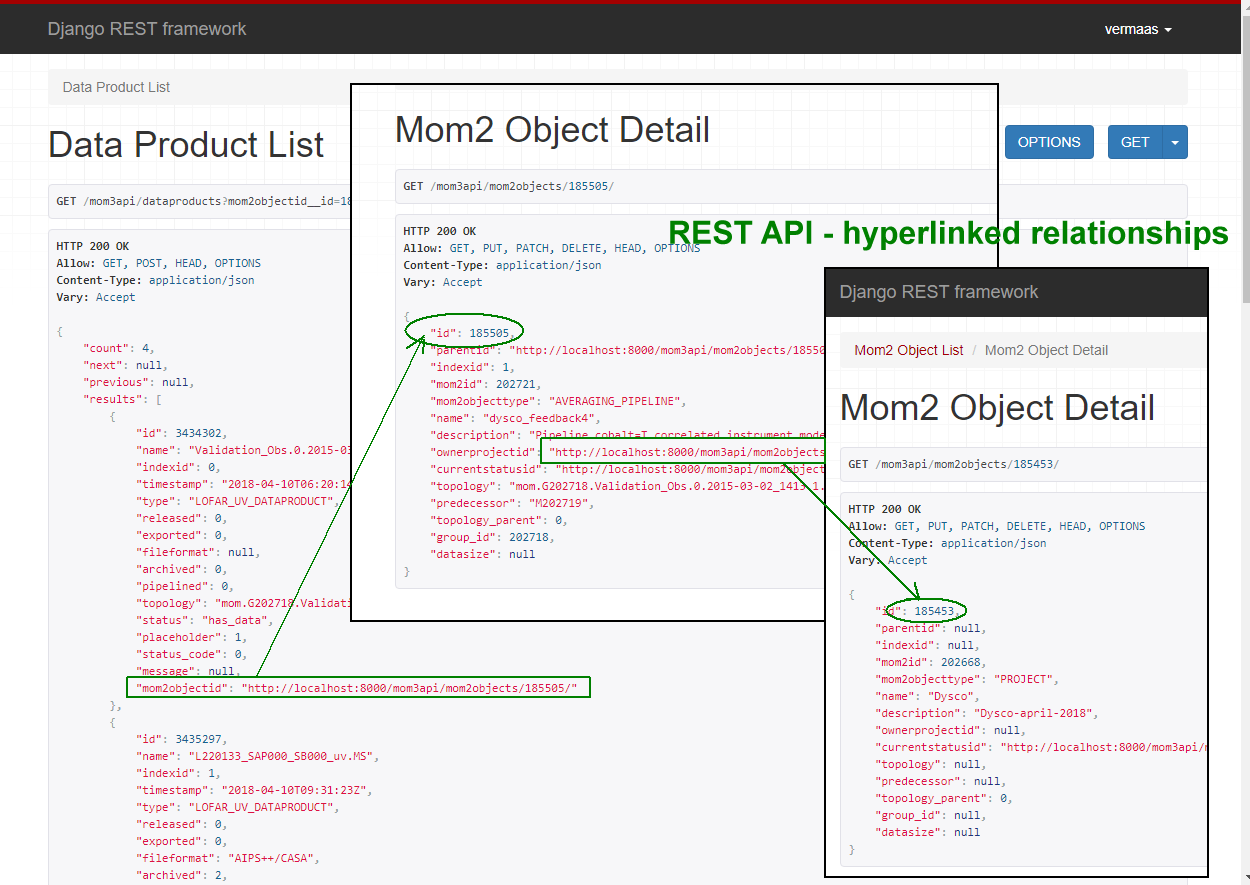 Django REST framework
vermaas
Data Product List
Data Product List
OPTIONS
GET
GET /mom3api/dataproducts?mom2objectid__id=18
HTTP 200 OK
Allow: GET, POST, HEAD, OPTIONS
Content-Type: application/json
Vary: Accept
{
"count": 4,
"next": null,
"previous": null,
"results": [
{
"id": 3434302,
"name": "Validation_Obs.0.2015-03
"indexid": 0,
"timestamp": "2018-04-10T06:20:14
"type": "LOFAR_UV_DATAPRODUCT",
"released": 0,
"exported": 0,
"fileformat": null,
"archived": 0,
"pipelined": 0,
"topology": "mom.G202718.Validati
"status": "has_data",
"placeholder": 1,
"status_code": 0,
"message": null,
"mom2objectid": "http://localhost:8000/mom3api/mom2objects/185505/"
},
{
"id": 3435297,
"name": "L220133_SAP000_SB000_uv.MS",
"indexid": 1,
"timestamp": "2018-04-10T09:31:23Z",
"type": "LOFAR_UV_DATAPRODUCT",
"released": 0,
"exported": 0,
"fileformat": "AIPS++/CASA",
"archived": 2,
Mom2 Object Detail
GET /mom3api/mom2objects/185505/
REST API - hyperlinked relationships
HTTP 200 OK
Allow: GET, PUT, PATCH, DELETE, HEAD, OPTIONS
Content-Type: application/json
Vary: Accept
{
"id": 185505,
"parentid": "http://localhost:8000/mom3api/mom2objects/18550
"indexid": 1,
"mom2id": 202721,
"mom2objecttype": "AVERAGING_PIPELINE",
"name": "dysco_feedback4",
"description": "Pipeline cobalt=T correlated instrument mode
"ownerprojectid": "http://localhost:8000/mom3api/mom2objects
"currentstatusid": "http://localhost:8000/mom3api/mom2object
"topology": "mom.G202718.Validation_Obs.0.2015-03-02_1413_1.
"predecessor": "M202719",
"topology_parent": 0,
"group_id": 202718,
"datasize": null
}
Django REST framework
Mom2 Object List / Mom2 Object Detail
Mom2 Object Detail
GET /mom3api/mom2objects/185453/
HTTP 200 OK
Allow: GET, PUT, PATCH, DELETE, HEAD, OPTIONS
Content-Type: application/json
Vary: Accept
{
"id": 185453,
"parentid": null,
"indexid": null,
"mom2id": 202668,
"mom2objecttype": "PROJECT",
"name": "Dysco",
"description": "Dysco-april-2018",
"ownerprojectid": null,
"currentstatusid": "http://localhost:8000/mom3api/m
"topology": null,
"predecessor": null,
"topology_parent": 0,
"group_id": null,
"datasize": null
}